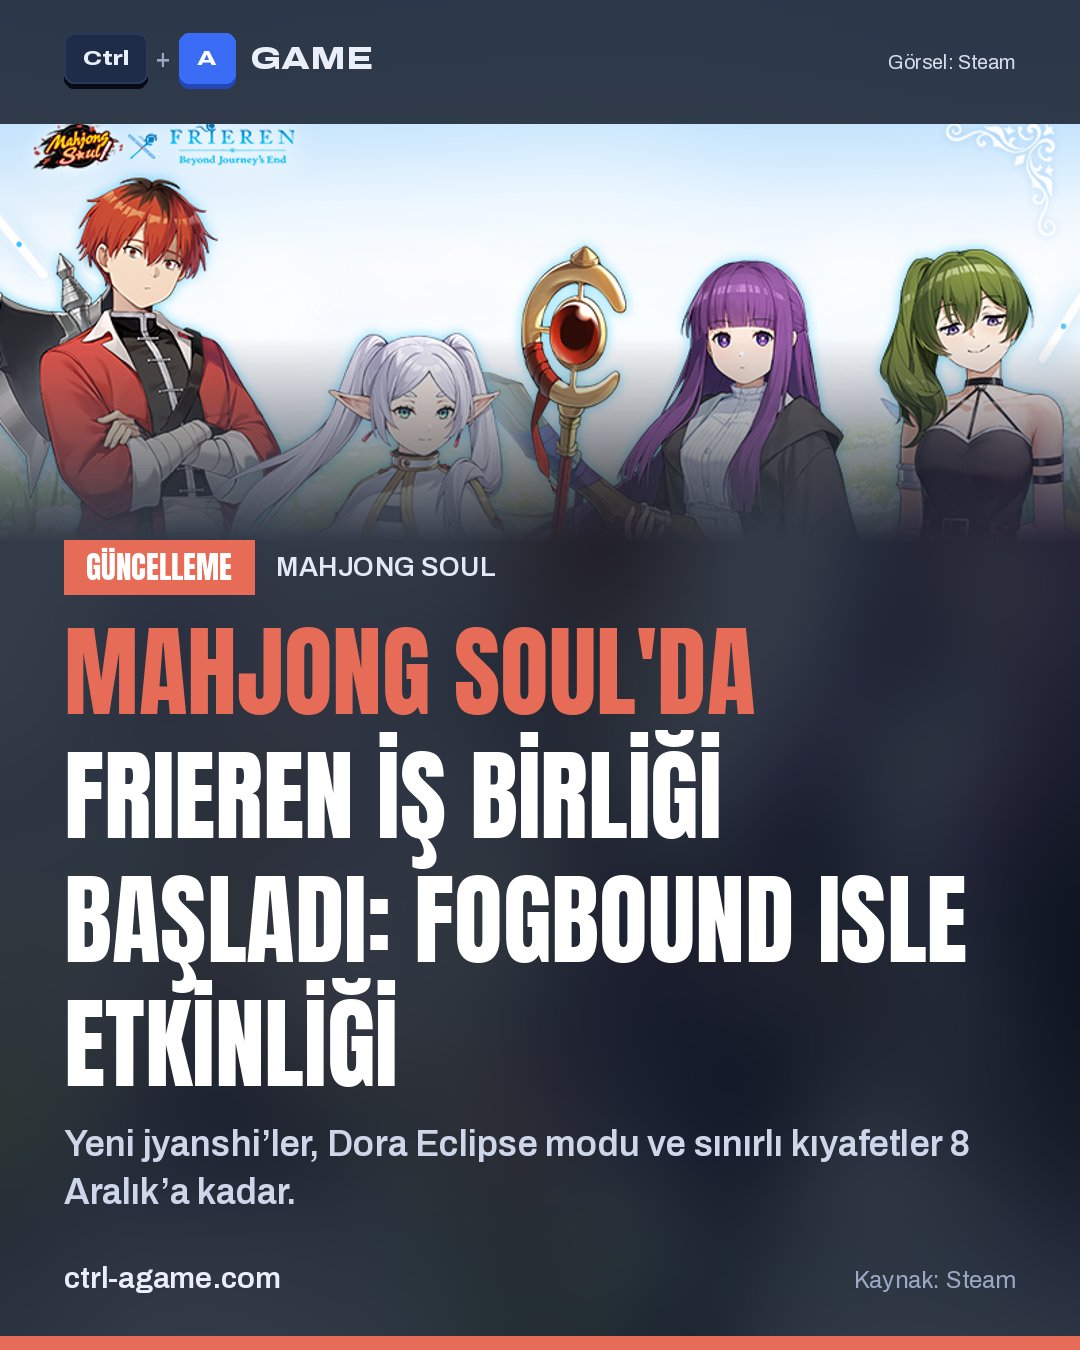 Ctrl + A GAME
Görsel: Steam
Mahjong Soul FRIEREN
Beyond Journey's End
GÜNCELLEME MAHJONG SOUL
MAHJONG SOUL'DA
FRIEREN İŞ BİRLİĞİ
BAŞLADI: FOGBOUND ISLE
ETKİNLİĞİ
Yeni jyanshi’ler, Dora Eclipse modu ve sınırlı kıyafetler 8
Aralık’a kadar.
ctrl-agame.com
Kaynak: Steam